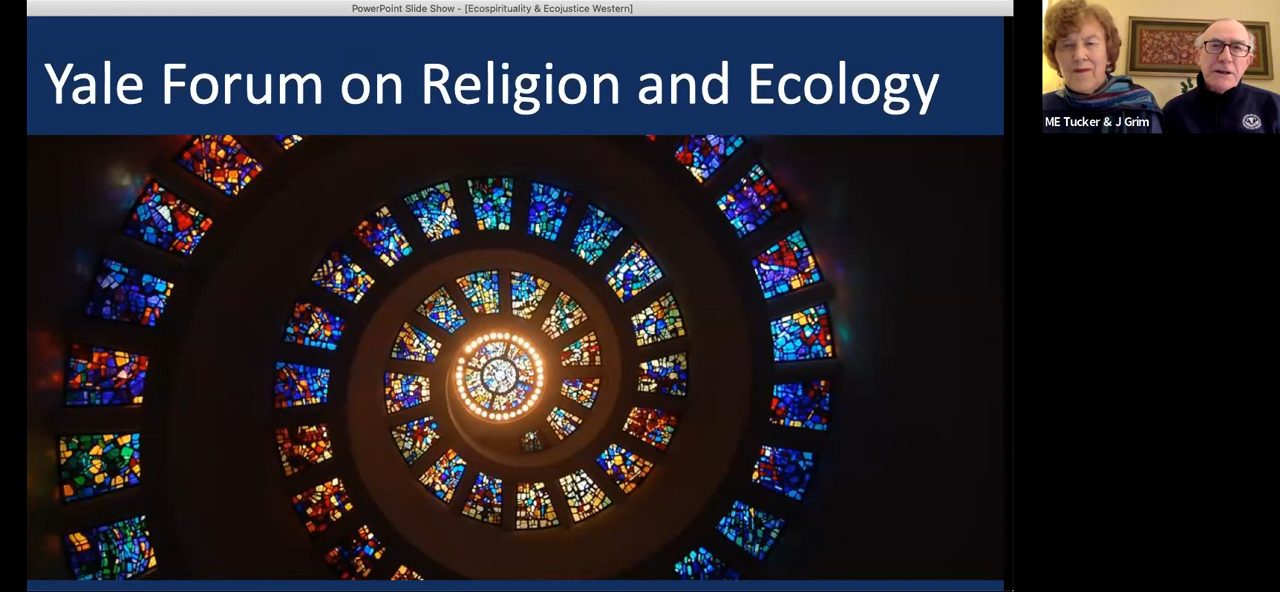 PowerPoint Slide Show - [Ecospirituality & Ecojustice Western]
Yale Forum on Religion and Ecology
ME Tucker & J Grim